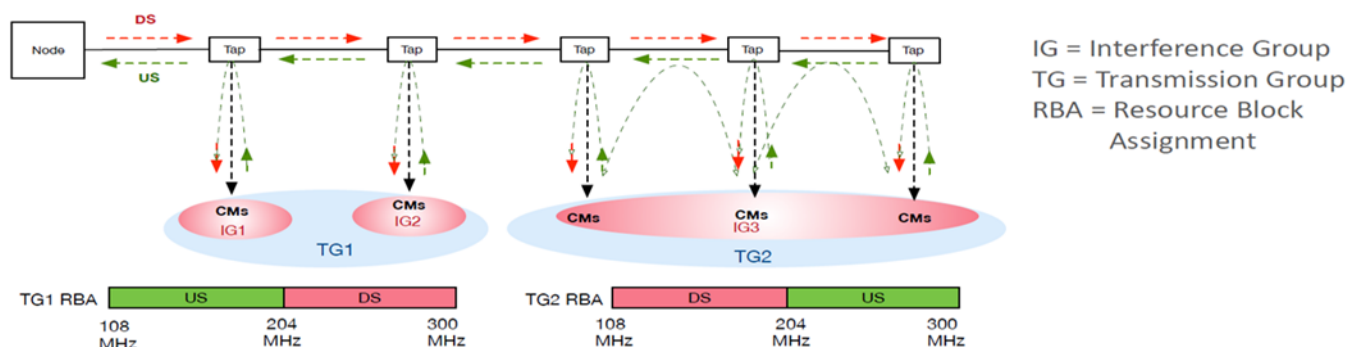 DS
Node
Tap
Tap
Tap
Tap
Tap
US
IG = Interference Group
TG = Transmission Group
RBA = Resource Block
Assignment
CMs
IG1
CMs
IG2
TG1
CMs
CMs
IG3
CMs
TG2
TG1 RBA
US
DS
108
MHz
204
MHz
300
MHz
TG2 RBA
DS
US
108
MHz
204
MHz
300
MHz